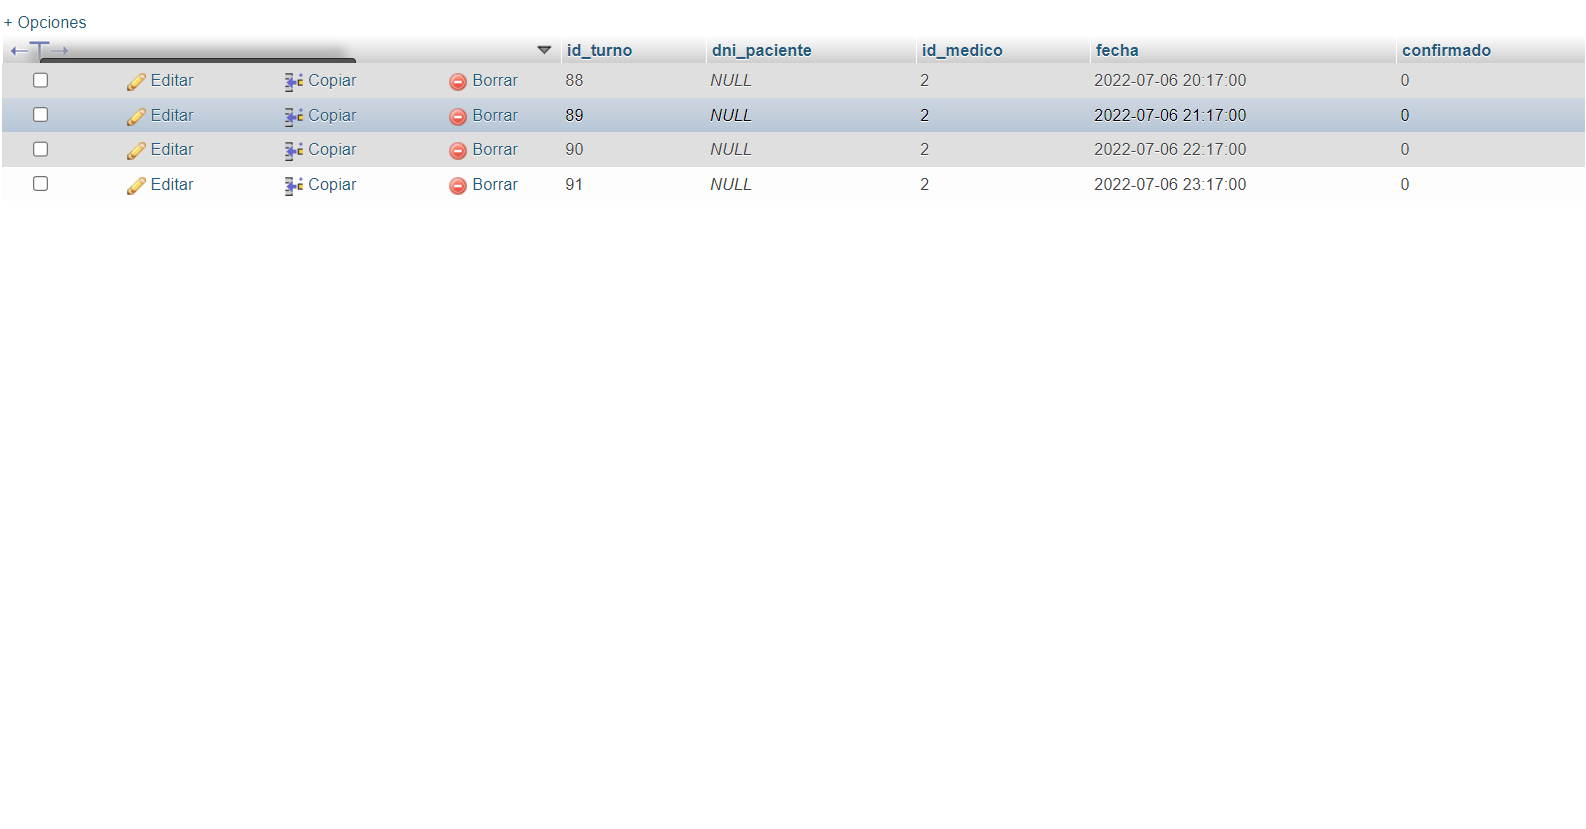 + Opciones
id_turno dni_paciente id_medico fecha confirmado
Editar Copiar Borrar 88 NULL 2 2022-07-06 20:17:00 0
Editar Copiar Borrar 89 NULL 2 2022-07-06 21:17:00 0
Editar Copiar Borrar 90 NULL 2 2022-07-06 22:17:00 0
Editar Copiar Borrar 91 NULL 2 2022-07-06 23:17:00 0